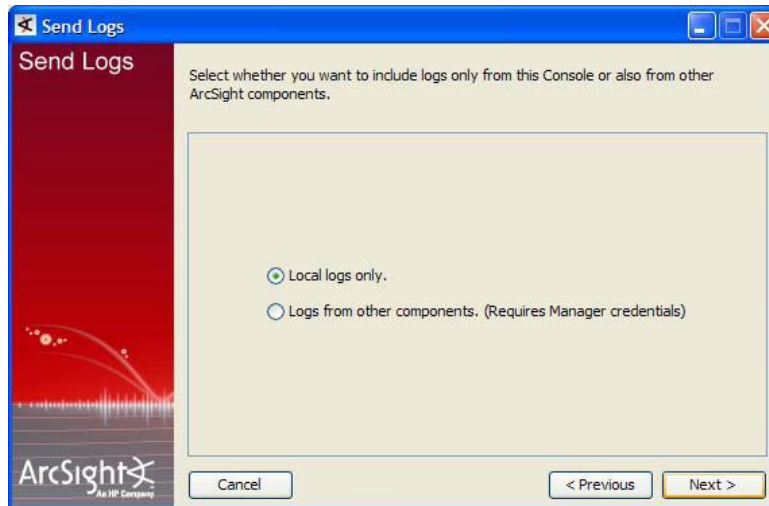 Send Logs
Send Logs
Select whether you want to include logs only from this Console or also from other
ArcSight components.
Local logs only.
Logs from other components. (Requires Manager credentials)
ArcSight
An HP Company
Cancel
< Previous
Next >